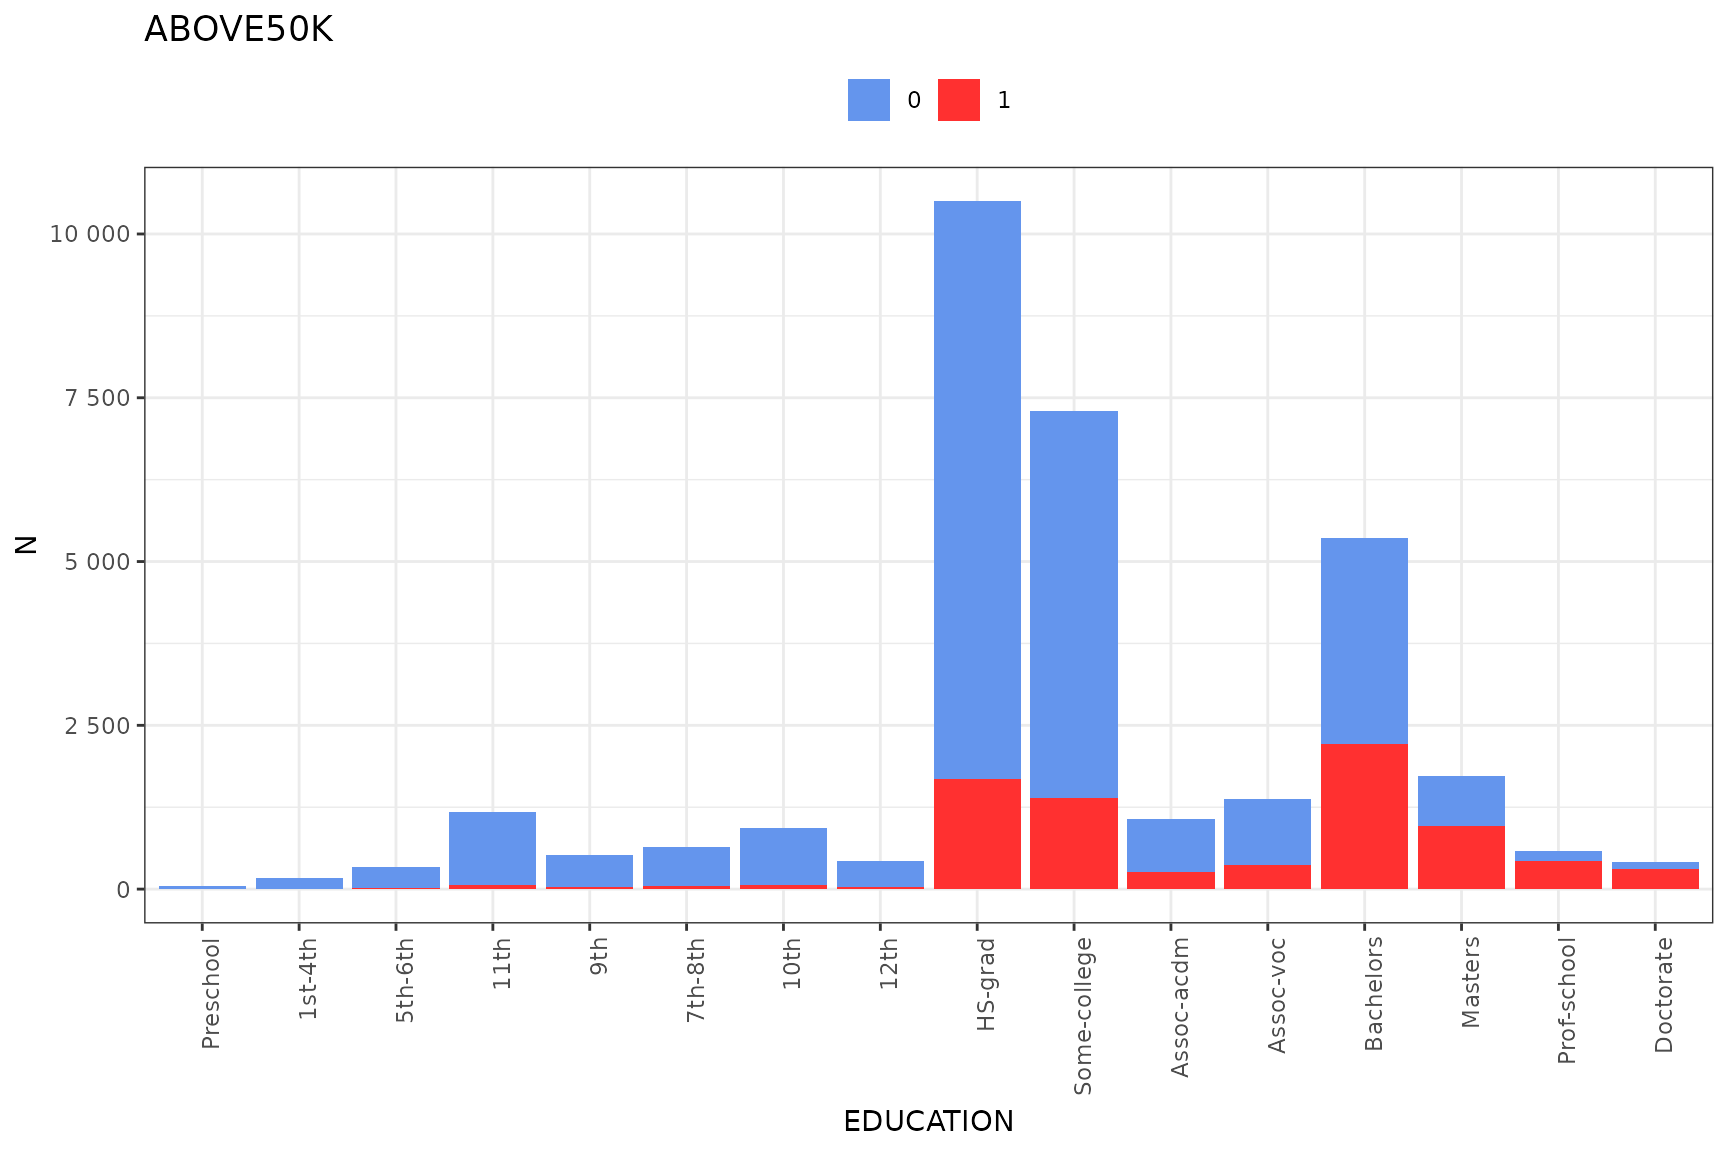 ABOVE50K
0 1
10 000
7 500
5 000
2 500
0
N
Preschool
1st-4th
5th-6th
11th
9th
7th-8th
10th
12th
HS-grad
Some-college
Assoc-acdm
Assoc-voc
Bachelors
Masters
Prof-school
Doctorate
EDUCATION